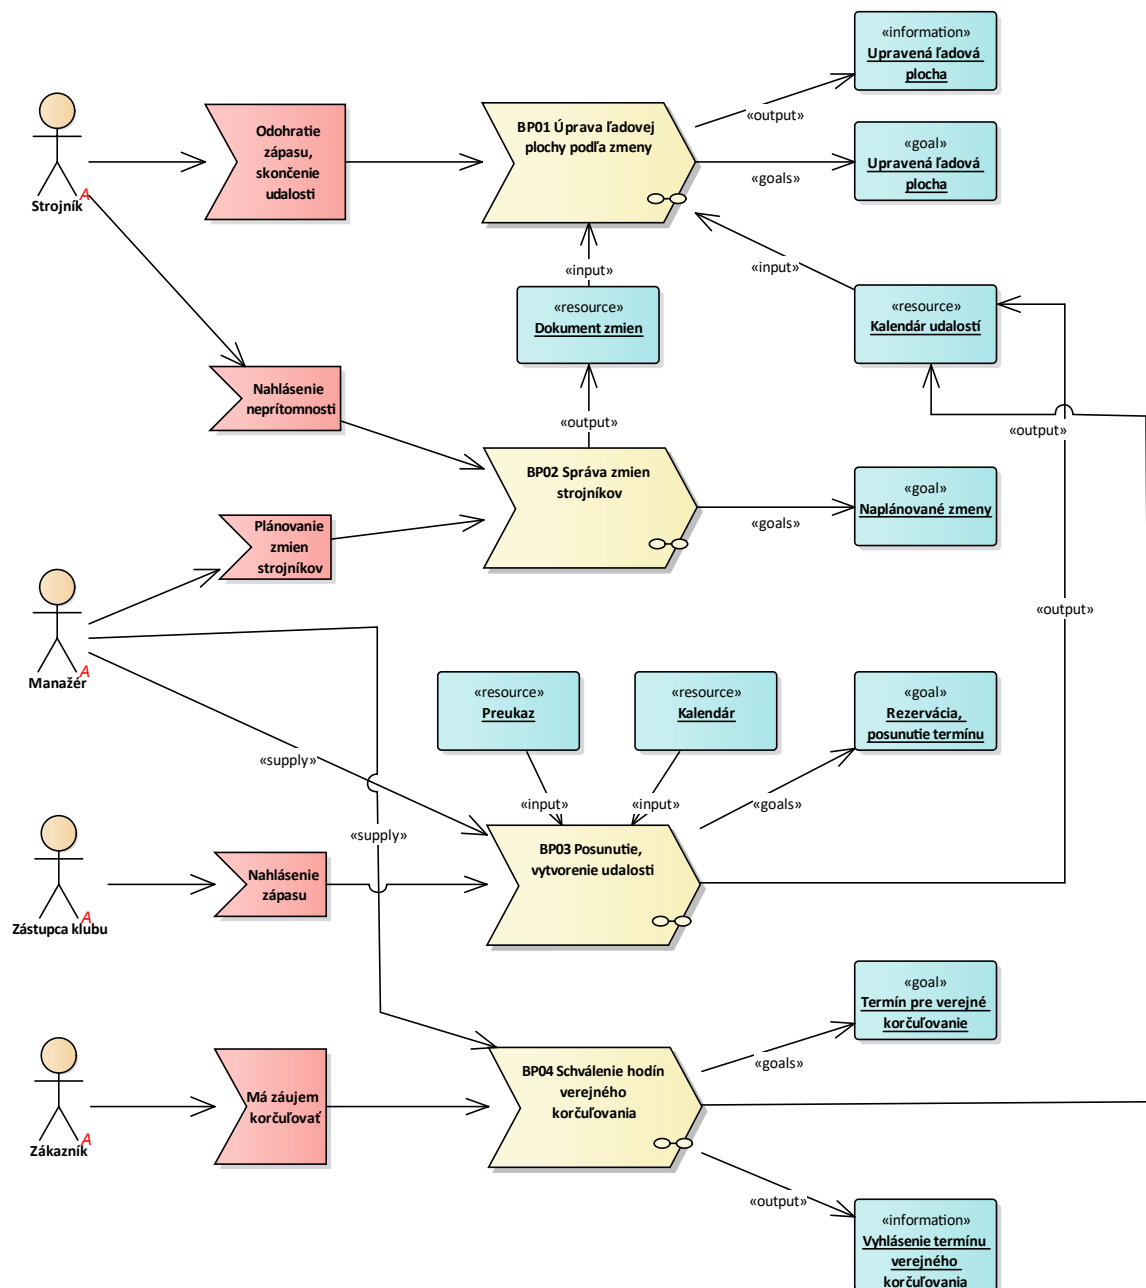 «information»
Upravená ľadová
plocha
«output»
Strojník
A
Odohratie
zápasu,
skončenie
udalosti
BP01 Úprava ľadovej
plochy podľa zmeny
«goal»
Upravená ľadová
plocha
«goals»
«input»
«input»
«resource»
Dokument zmien
«resource»
Kalendár udalostí
Nahlásenie
neprítomnosti
«output»
«output»
BP02 Správa zmien
strojníkov
«goal»
Naplánované zmeny
«goals»
Plánovanie
zmien
strojníkov
Manažér
A
«output»
«resource»
Preukaz
«resource»
Kalendár
«goal»
Rezervácia,
posunutie termínu
«supply»
«input»
«input»
«goals»
«supply»
Zástupca klubu
A
Nahlásenie
zápasu
BP03 Posunutie,
vytvorenie udalosti
«goal»
Termín pre verejné
korčuľovanie
«goals»
Zákazník
A
Má záujem
korčuľovať
BP04 Schválenie hodín
verejného
korčuľovania
«output»
«information»
Vyhlásenie termínu
verejného
korčuľovania